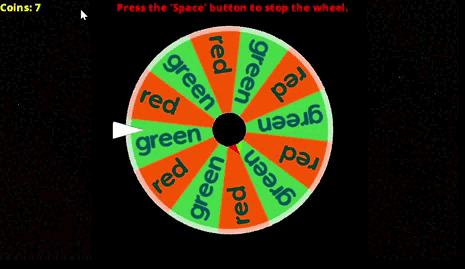 Coins: 7
Press the 'Space' button to stop the wheel.
red
green
red
green
red
green
red
green
red
green
red
green